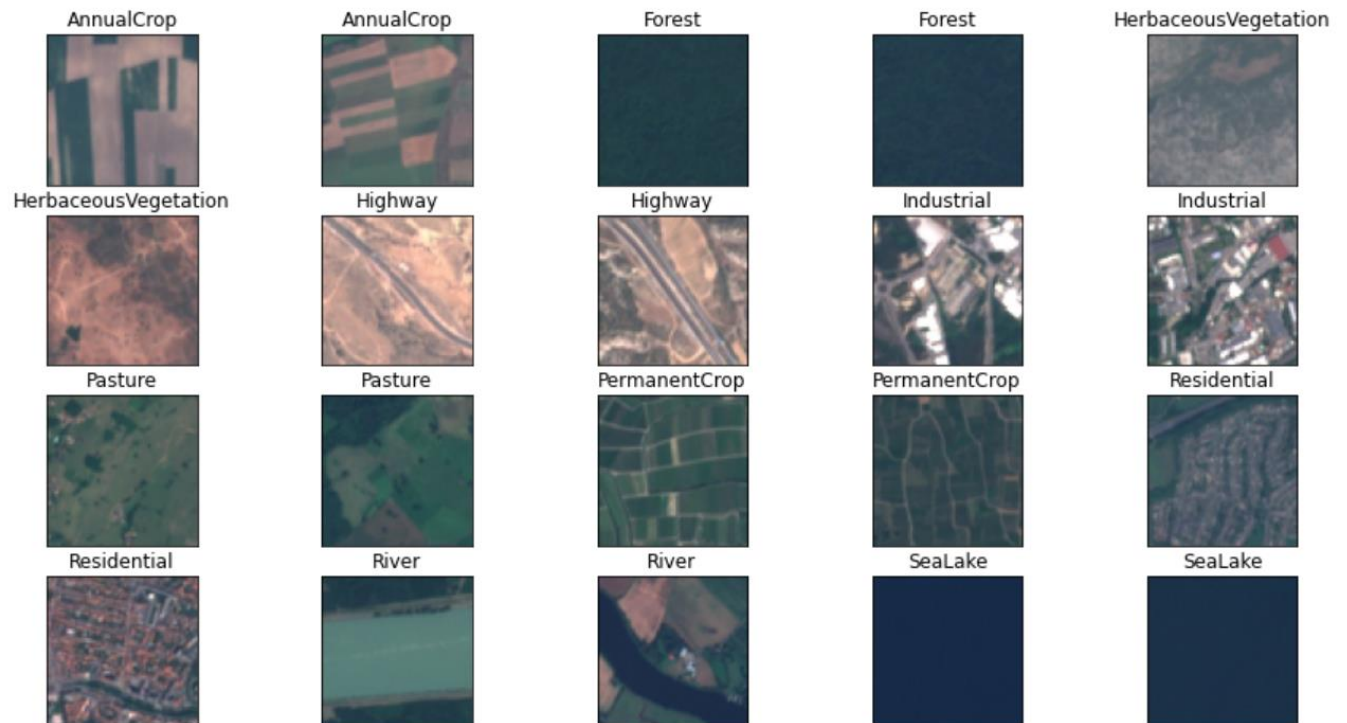 AnnualCrop AnnualCrop Forest Forest HerbaceousVegetation
HerbaceousVegetation Highway Highway Industrial Industrial
Pasture Pasture PermanentCrop PermanentCrop Residential
Residential River River SeaLake SeaLake